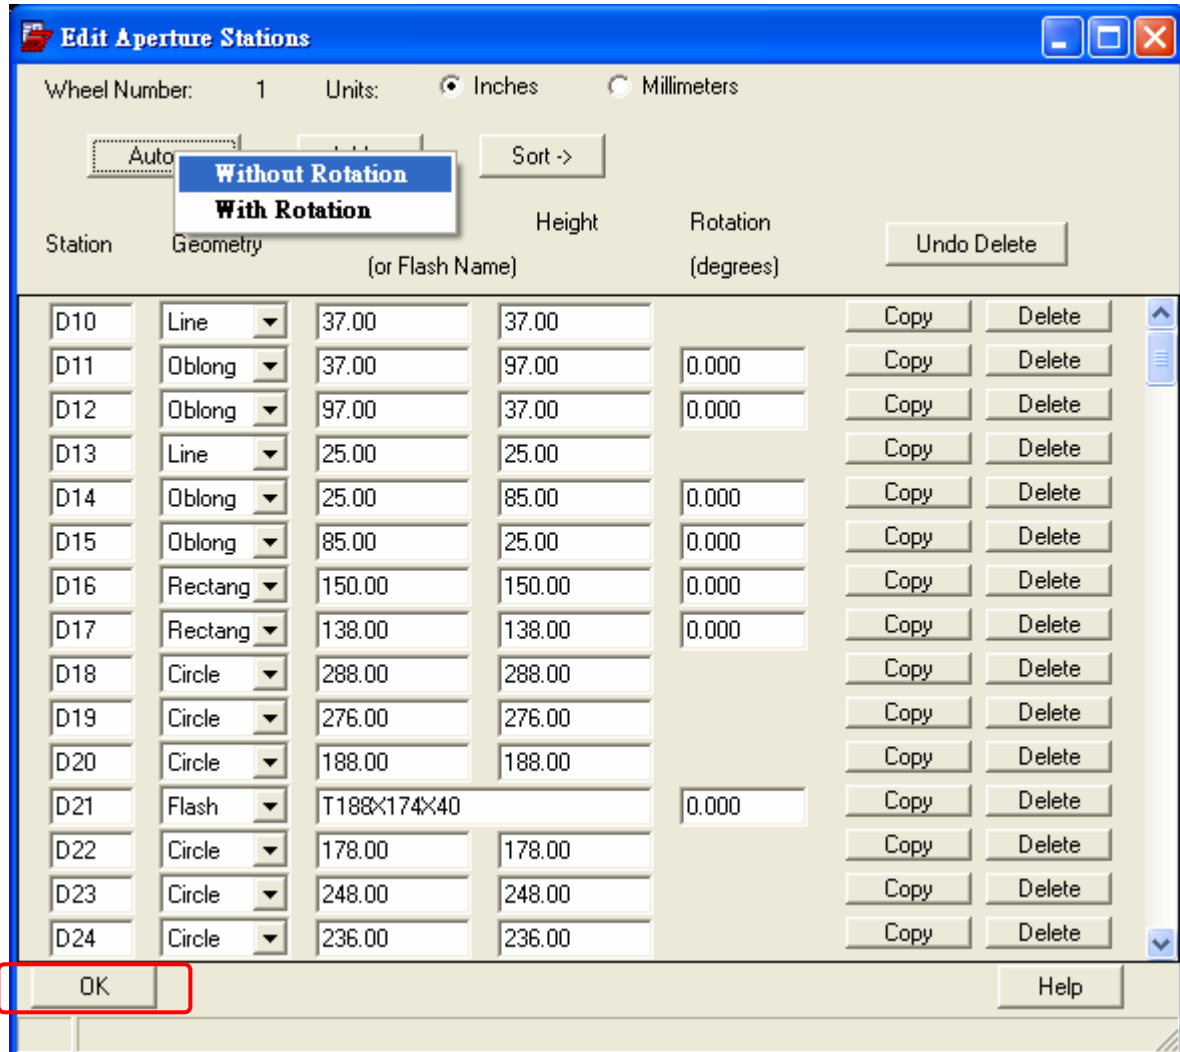 Edit Aperture Stations
Wheel Number: 1 Units: Inches Millimeters
Auto Sort ->
Without Rotation
With Rotation
Height Rotation
Station Geometry Undo Delete
(or Flash Name) (degrees)
D10 Line 37.00 37.00 Copy Delete
D11 Oblong 37.00 97.00 0.000 Copy Delete
D12 Oblong 97.00 37.00 0.000 Copy Delete
D13 Line 25.00 25.00 Copy Delete
D14 Oblong 25.00 85.00 0.000 Copy Delete
D15 Oblong 85.00 25.00 0.000 Copy Delete
D16 Rectang 150.00 150.00 0.000 Copy Delete
D17 Rectang 138.00 138.00 0.000 Copy Delete
D18 Circle 288.00 288.00 Copy Delete
D19 Circle 276.00 276.00 Copy Delete
D20 Circle 188.00 188.00 Copy Delete
D21 Flash T188X174X40 0.000 Copy Delete
D22 Circle 178.00 178.00 Copy Delete
D23 Circle 248.00 248.00 Copy Delete
D24 Circle 236.00 236.00 Copy Delete
OK Help